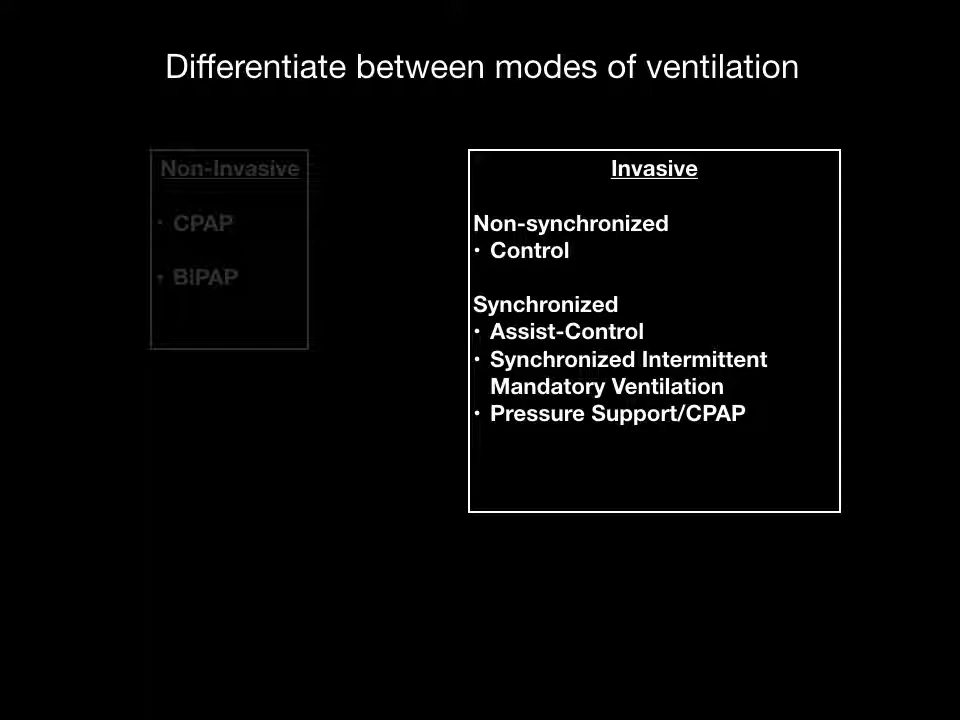 Differentiate between modes of ventilation
Non-Invasive
• CPAP
• BiPAP
Invasive
Non-synchronized
• Control
Synchronized
• Assist-Control
• Synchronized Intermittent
Mandatory Ventilation
• Pressure Support/CPAP